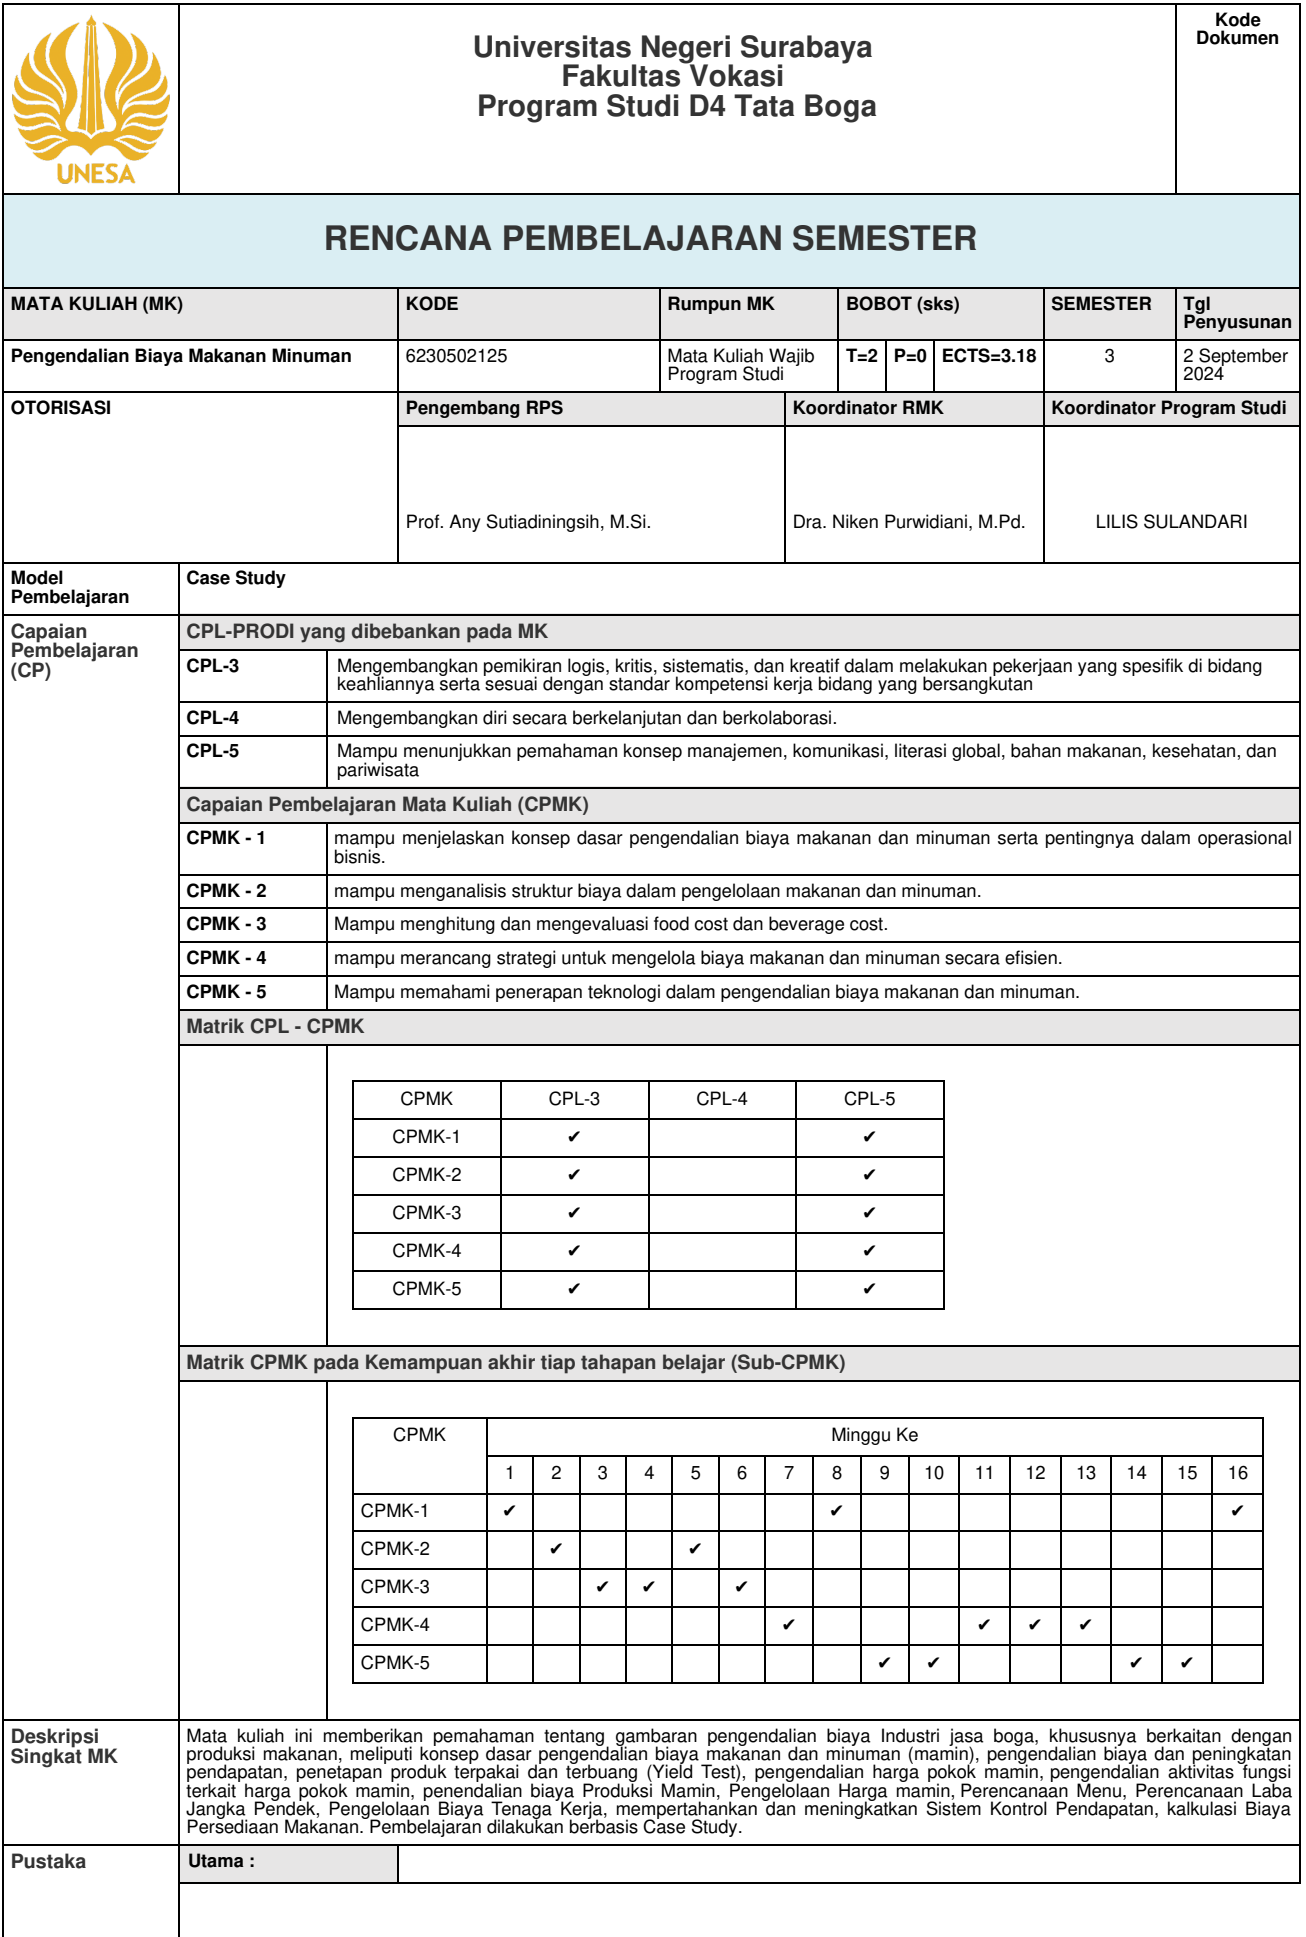 UNESA
Universitas Negeri Surabaya
Fakultas Vokasi
Program Studi D4 Tata Boga
Kode
Dokumen
RENCANA PEMBELAJARAN SEMESTER
MATA KULIAH (MK) KODE Rumpun MK BOBOT (sks) SEMESTER Tgl
Penyusunan
Pengendalian Biaya Makanan Minuman 6230502125 Mata Kuliah Wajib
Program Studi T=2 P=0 ECTS=3.18 3 2 September
2024
OTORISASI Pengembang RPS Koordinator RMK Koordinator Program Studi
Prof. Any Sutiadiningsih, M.Si. Dra. Niken Purwidiani, M.Pd. LILIS SULANDARI
Model
Pembelajaran
Case Study
Capaian
Pembelajaran
(CP)
CPL-PRODI yang dibebankan pada MK
CPL-3 Mengembangkan pemikiran logis, kritis, sistematis, dan kreatif dalam melakukan pekerjaan yang spesifik di bidang
keahliannya serta sesuai dengan standar kompetensi kerja bidang yang bersangkutan
CPL-4 Mengembangkan diri secara berkelanjutan dan berkolaborasi.
CPL-5 Mampu menunjukkan pemahaman konsep manajemen, komunikasi, literasi global, bahan makanan, kesehatan, dan
pariwisata
Capaian Pembelajaran Mata Kuliah (CPMK)
CPMK - 1 mampu menjelaskan konsep dasar pengendalian biaya makanan dan minuman serta pentingnya dalam operasional
bisnis.
CPMK - 2 mampu menganalisis struktur biaya dalam pengelolaan makanan dan minuman.
CPMK - 3 Mampu menghitung dan mengevaluasi food cost dan beverage cost.
CPMK - 4 mampu merancang strategi untuk mengelola biaya makanan dan minuman secara efisien.
CPMK - 5 Mampu memahami penerapan teknologi dalam pengendalian biaya makanan dan minuman.
Matrik CPL - CPMK
CPMK CPL-3 CPL-4 CPL-5
CPMK-1 ✔ ✔
CPMK-2 ✔ ✔
CPMK-3 ✔ ✔
CPMK-4 ✔ ✔
CPMK-5 ✔ ✔
Matrik CPMK pada Kemampuan akhir tiap tahapan belajar (Sub-CPMK)
CPMK Minggu Ke
1 2 3 4 5 6 7 8 9 10 11 12 13 14 15 16
CPMK-1 ✔ ✔ ✔
CPMK-2 ✔ ✔
CPMK-3 ✔ ✔ ✔
CPMK-4 ✔ ✔ ✔ ✔
CPMK-5 ✔ ✔ ✔ ✔
Deskripsi
Singkat MK
Mata kuliah ini memberikan pemahaman tentang gambaran pengendalian biaya Industri jasa boga, khususnya berkaitan dengan
produksi makanan, meliputi konsep dasar pengendalian biaya makanan dan minuman (mamin), pengendalian biaya dan peningkatan
pendapatan, penetapan produk terpakai dan terbuang (Yield Test), pengendalian harga pokok mamin, pengendalian aktivitas fungsi
terkait harga pokok mamin, penendalian biaya Produksi Mamin, Pengelolaan Harga mamin, Perencanaan Menu, Perencanaan Laba
Jangka Pendek, Pengelolaan Biaya Tenaga Kerja, mempertahankan dan meningkatkan Sistem Kontrol Pendapatan, kalkulasi Biaya
Persediaan Makanan. Pembelajaran dilakukan berbasis Case Study.
Pustaka Utama :